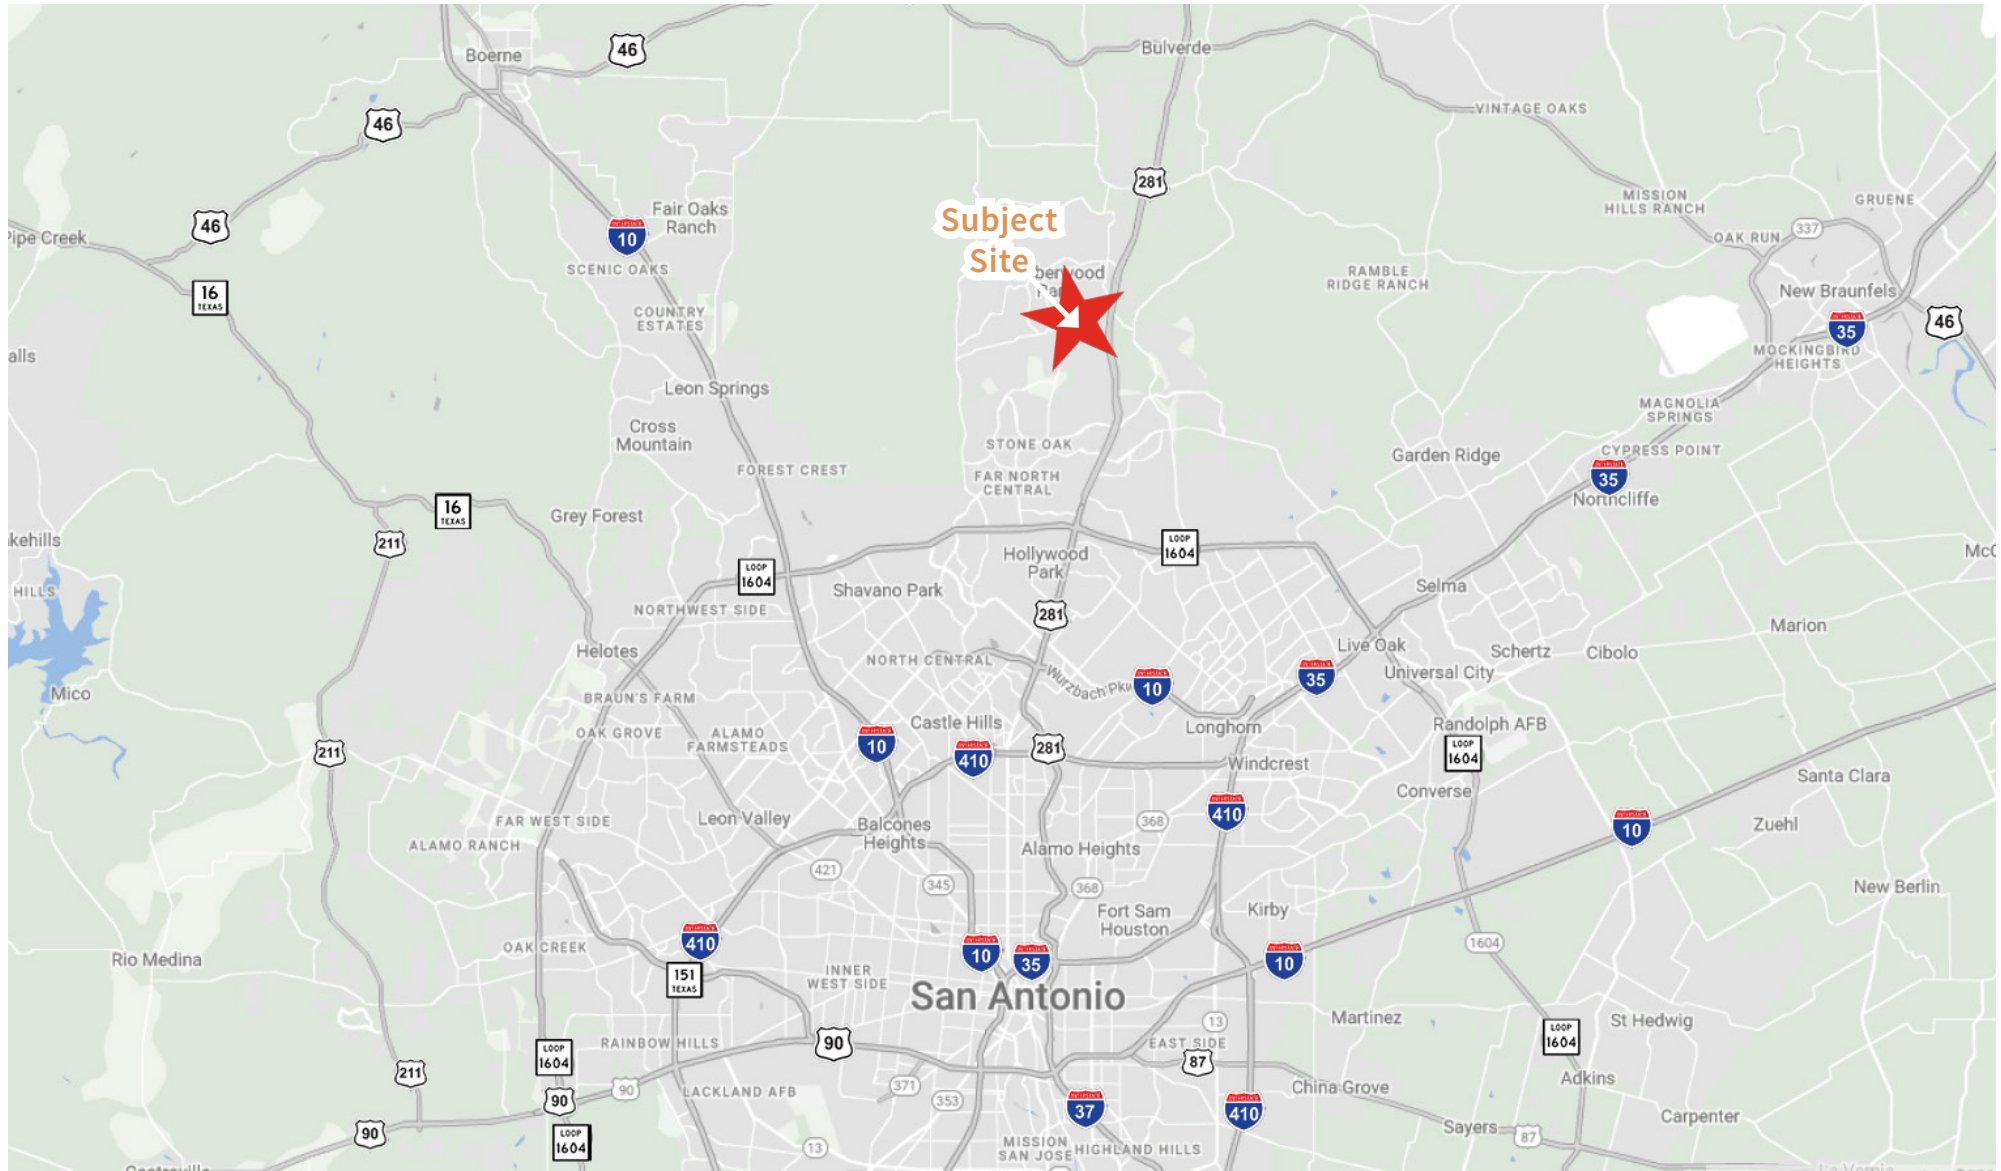 Boerne
46
Bulverde
46
VINTAGE OAKS
281
MISSION
HILLS RANCH
GRUENE
46
Pipe Creek
Fair Oaks
Ranch
10
SCENIC OAKS
Subject
Site
337
OAK RUN
RAMBLE
RIDGE RANCH
New Braunfels
16
TEXAS
COUNTRY
ESTATES
35
46
MOCKINGBIRD
HEIGHTS
Leon Springs
MAGNOLIA
SPRINGS
Cross
Mountain
STONE OAK
CYPRESS POINT
Garden Ridge
FOREST CREST
FAR NORTH
CENTRAL
35
Northcliffe
16
TEXAS
Grey Forest
211
LOOP
1604
Hollywood
Park
LOOP
1604
Shavano Park
Selma
HILLS
NORTHWEST SIDE
281
Marion
Helotes
Live Oak
Schertz
Cibolo
NORTH CENTRAL
Universal City
Wurzbach Pkwy
10
35
Mico
BRAUN'S FARM
Castle Hills
Longhorn
Randolph AFB
OAK GROVE
ALAMO
FARMSTEADS
10
410
281
211
LOOP
1604
Windcrest
Santa Clara
Converse
410
FAR WEST SIDE
Leon Valley
Balcones
Heights
368
10
Zuehl
ALAMO RANCH
Alamo Heights
421
345
368
New Berlin
Fort Sam
Houston
Kirby
OAK CREEK
410
10
35
1604
10
Rio Medina
151
TEXAS
INNER
WEST SIDE
San Antonio
Martinez
13
St Hedwig
LOOP
1604
RAINBOW HILLS
90
EAST SIDE
87
LOOP
1604
211
90
LACKLAND AFB
371
353
China Grove
Adkins
90
37
410
Carpenter
90
LOOP
1604
13
MISSION
SAN JOSE
HIGHLAND HILLS
Sayers
87